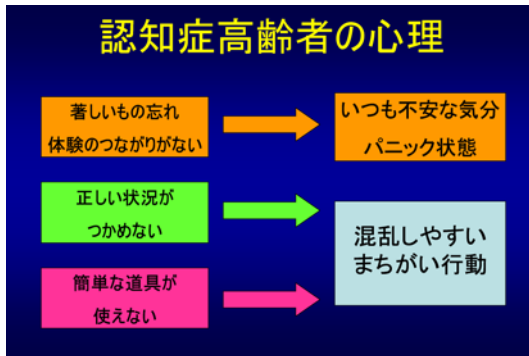 認知症高齢者の心理
著しいもの忘れ
体験のつながりがない
いつも不安な気分
パニック状態
正しい状況が
つかめない
混乱しやすい
まちがい行動
簡単な道具が
使えない